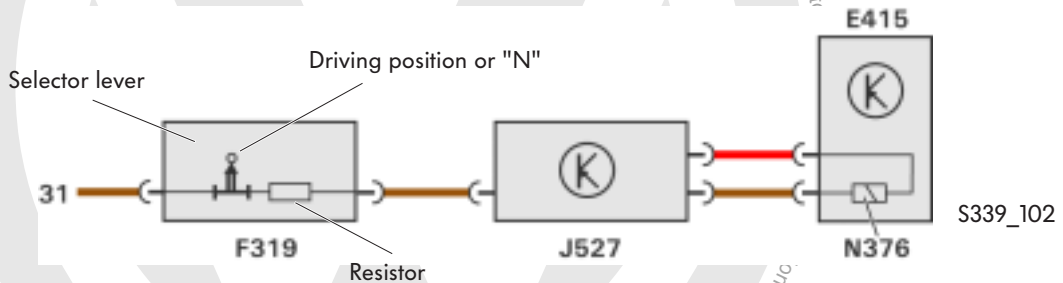 E415
Driving position or "N"
Selector lever
31
S339_102
F319
J527
N376
Resistor